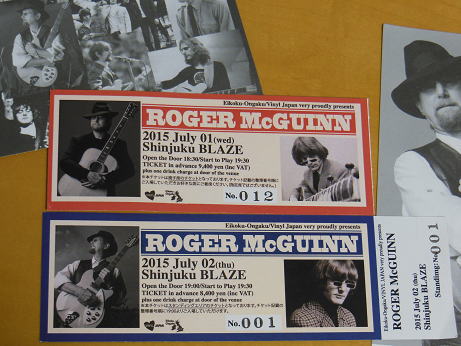 Eikoku-Ongaku/Vinyl Japan very proudly presents
ROGER McGUINN
2015 July 01(wed)
Shinjuku BLAZE
Open the Door 18:30/Start to Play 19:30
TICKET in advance 9,400 yen (inc VAT)
plus one drink charge at door of the venue
No. 012
Eikoku-Ongaku/Vinyl Japan very proudly presents
ROGER McGUINN
2015 July 02(thu)
Shinjuku BLAZE
Open the Door 19:00/Start to Play 19:30
TICKET in advance 8,400 yen (inc VAT)
plus one drink charge at door of the venue
No. 001
Eikoku-Ongaku/VINYL JAPAN very proudly presents
ROGER McGUINN
2015 July 02 (thu)
Shinjuku BLAZE
Standing:No 001